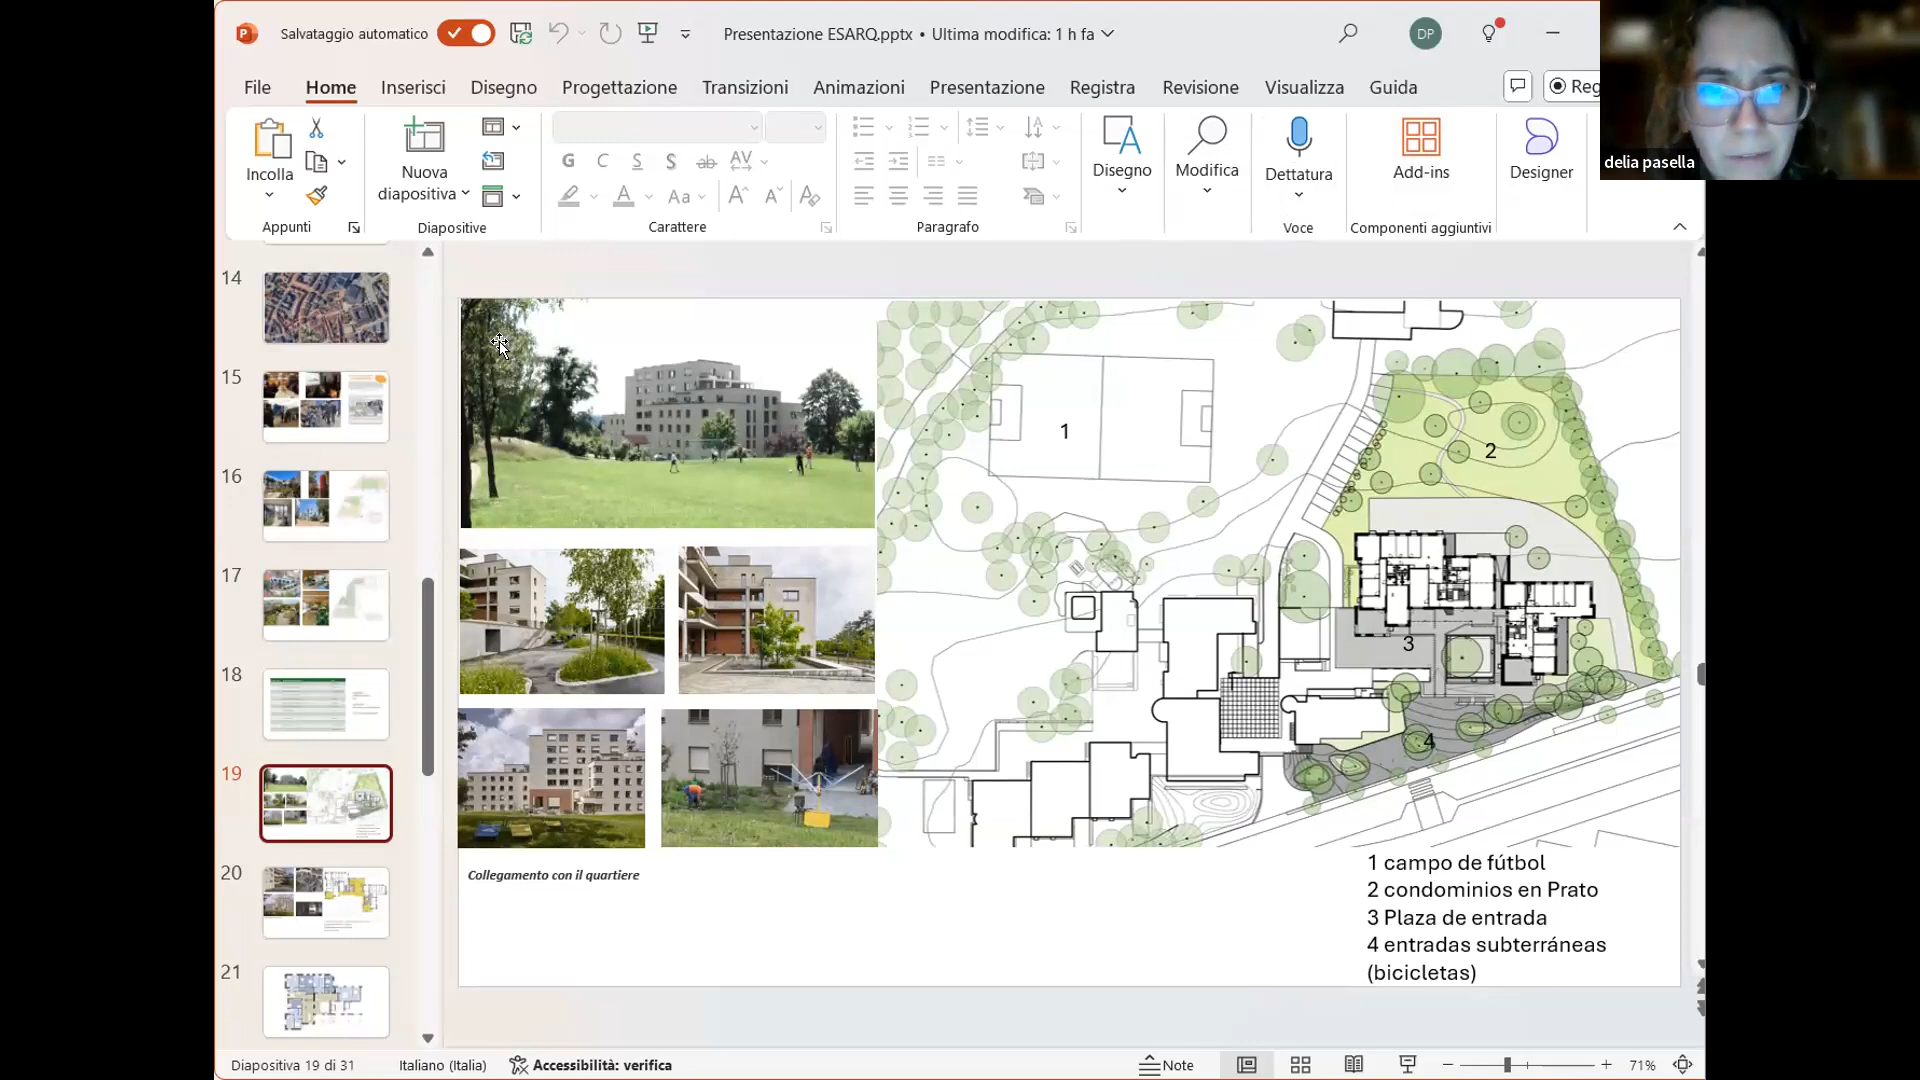 Salvataggio automatico
Presentazione ESARQ.pptx • Ultima modifica: 1 h fa
DP
File Home Inserisci Disegno Progettazione Transizioni Animazioni Presentazione Registra Revisione Visualizza Guida Reg
delia pasella
Incolla
Nuova
diapositiva
G C S S ab AV
A Aa A A A
Disegno
Modifica
Dettatura
Add-ins
Designer
Appunti
Diapositive
Carattere
Paragrafo
Voce
Componenti aggiuntivi
14
15
16
17
18
19
20
21
1
2
3
4
Collegamento con il quartiere
1 campo de fútbol
2 condominios en Prato
3 Plaza de entrada
4 entradas subterráneas
(bicicletas)
Diapositiva 19 di 31
Italiano (Italia)
Accessibilità: verifica
Note
71%